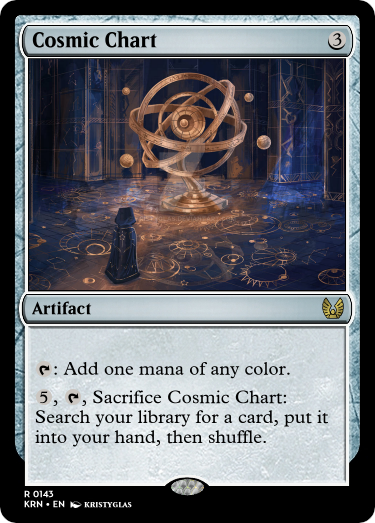 Cosmic Chart 3
Artifact
: Add one mana of any color.
5, , Sacrifice Cosmic Chart:
Search your library for a card, put it
into your hand, then shuffle.
R 0143
KRN • EN KRISTYGLAS